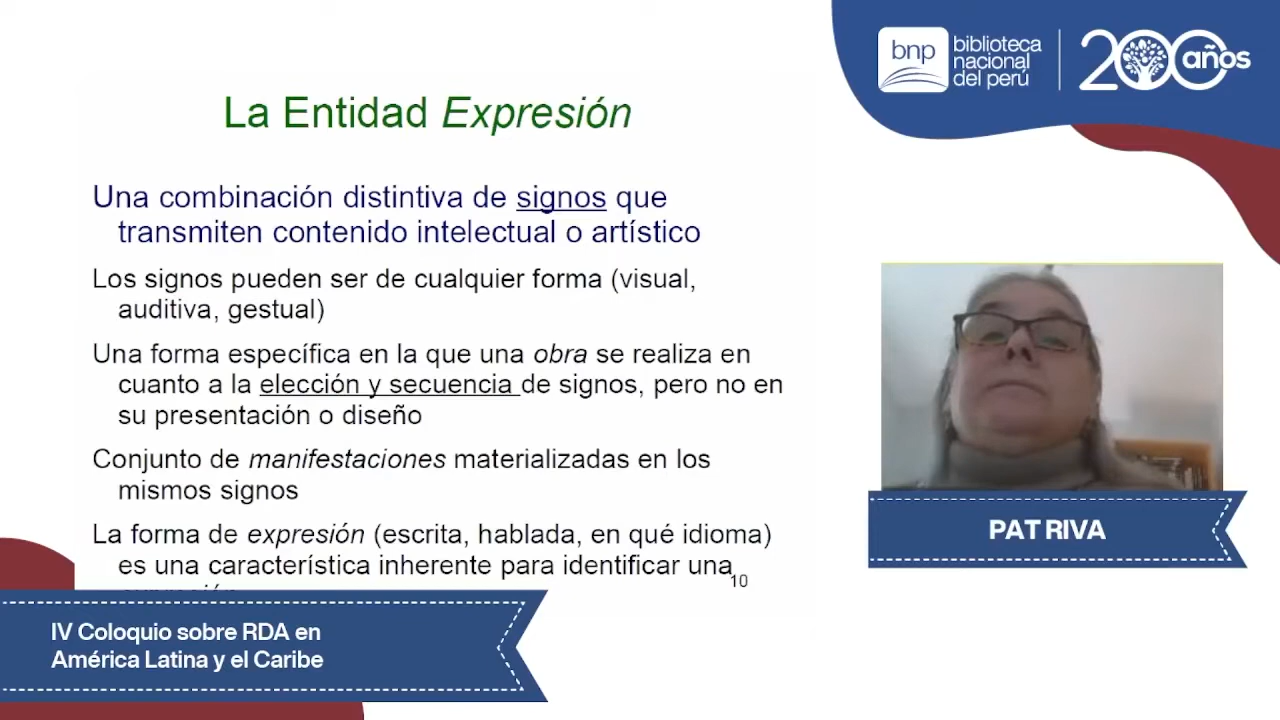 La Entidad Expresión
Una combinación distintiva de signos que
transmiten contenido intelectual o artístico
Los signos pueden ser de cualquier forma (visual,
auditiva, gestual)
Una forma específica en la que una obra se realiza en
cuanto a la elección y secuencia de signos, pero no en
su presentación o diseño
Conjunto de manifestaciones materializadas en los
mismos signos
La forma de expresión (escrita, hablada, en qué idioma)
es una característica inherente para identificar una
10
bnp
biblioteca
nacional
del perú
200 años
PAT RIVA
IV Coloquio sobre RDA en
América Latina y el Caribe